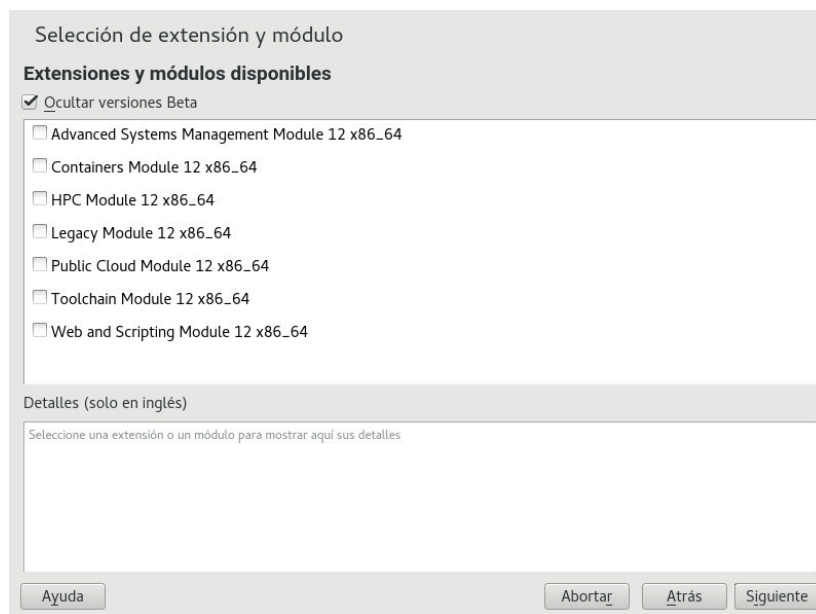 Selección de extensión y módulo
Extensiones y módulos disponibles
Ocultar versiones Beta
Advanced Systems Management Module 12 x86_64
Containers Module 12 x86_64
HPC Module 12 x86_64
Legacy Module 12 x86_64
Public Cloud Module 12 x86_64
Toolchain Module 12 x86_64
Web and Scripting Module 12 x86_64
Detalles (solo en inglés)
Seleccione una extensión o un módulo para mostrar aquí sus detalles
Ayuda Abortar Atrás Siguiente